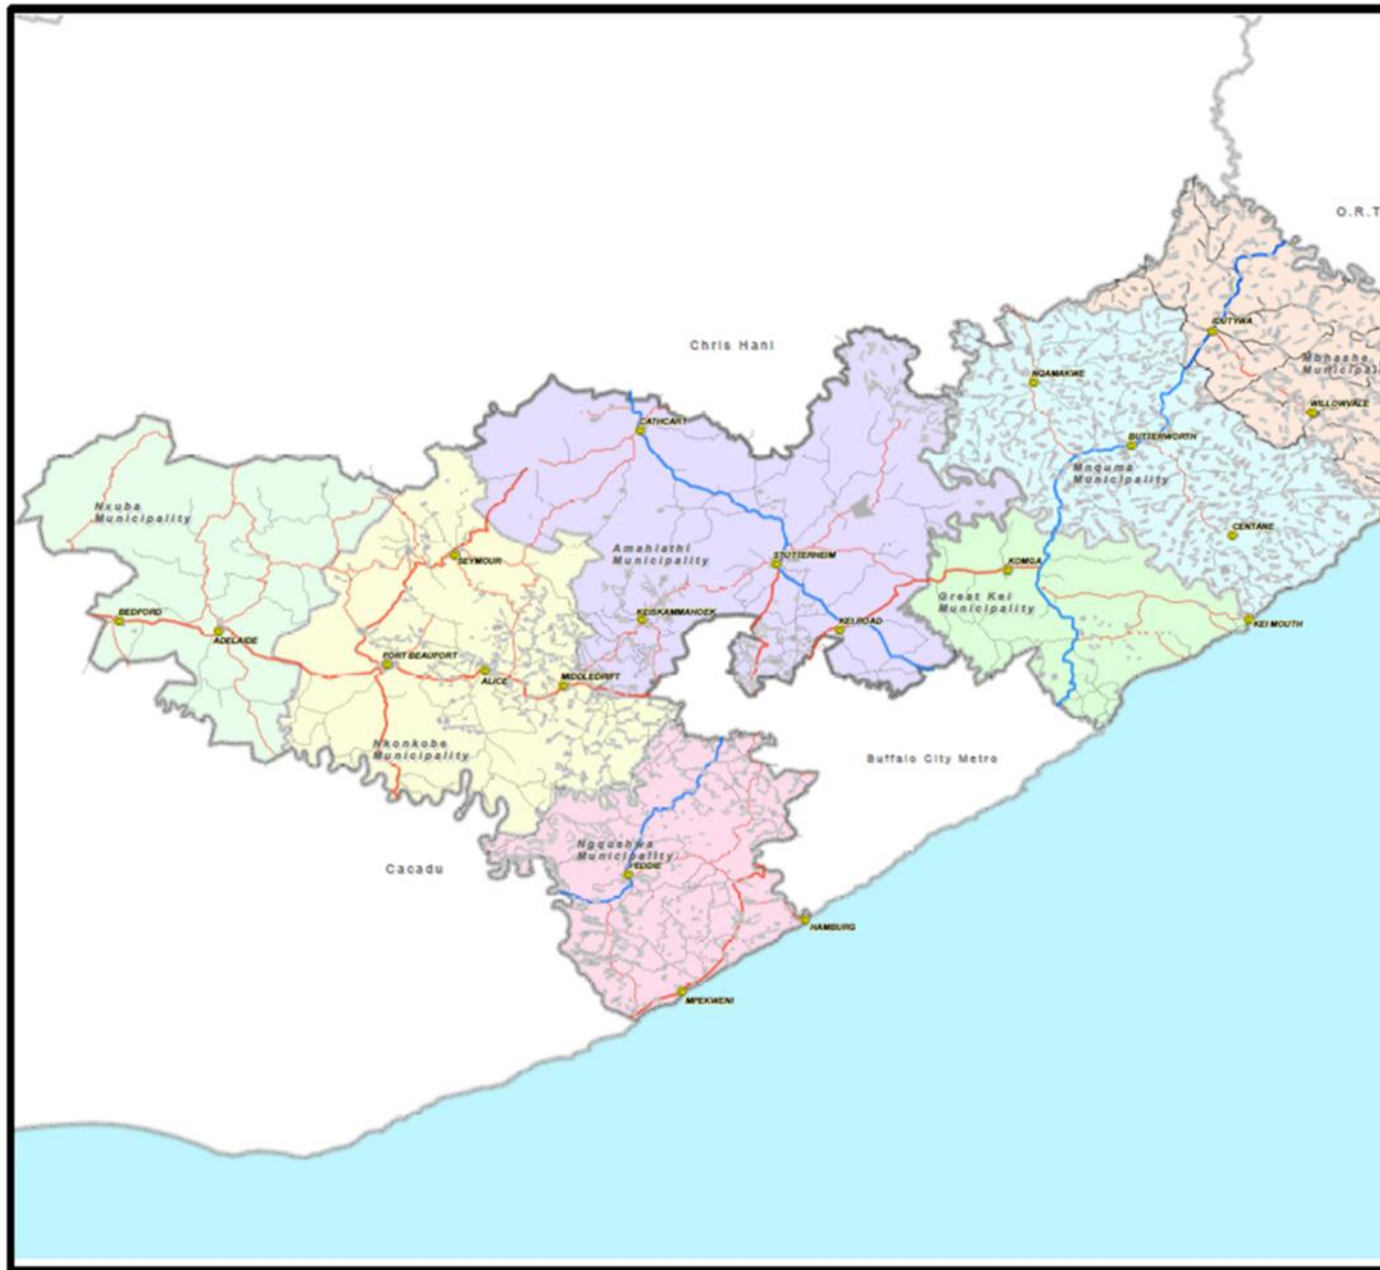 O.R.T
IDUTYWA
Chris Hani
Mbhashe
Municipali
NQAMAKWE
WILLOWVALE
CATHCART
BUTTERWORTH
Mnquma
Municipality
Nxuba
Municipality
CENTANE
Amahlathi
Municipality
SEYMOUR
STUTTERHEIM
KOMGA
Great Kei
Municipality
BEDFORD
ADELAIDE
KEISKAMMAHOEK
KEI MOUTH
KEI ROAD
FORT BEAUFORT
ALICE
MIDDLEDRIFT
Nkonkobe
Municipality
Buffalo City Metro
Ngqushwa
Municipality
Cacadu
PEDDIE
HAMBURG
MPEKWENI